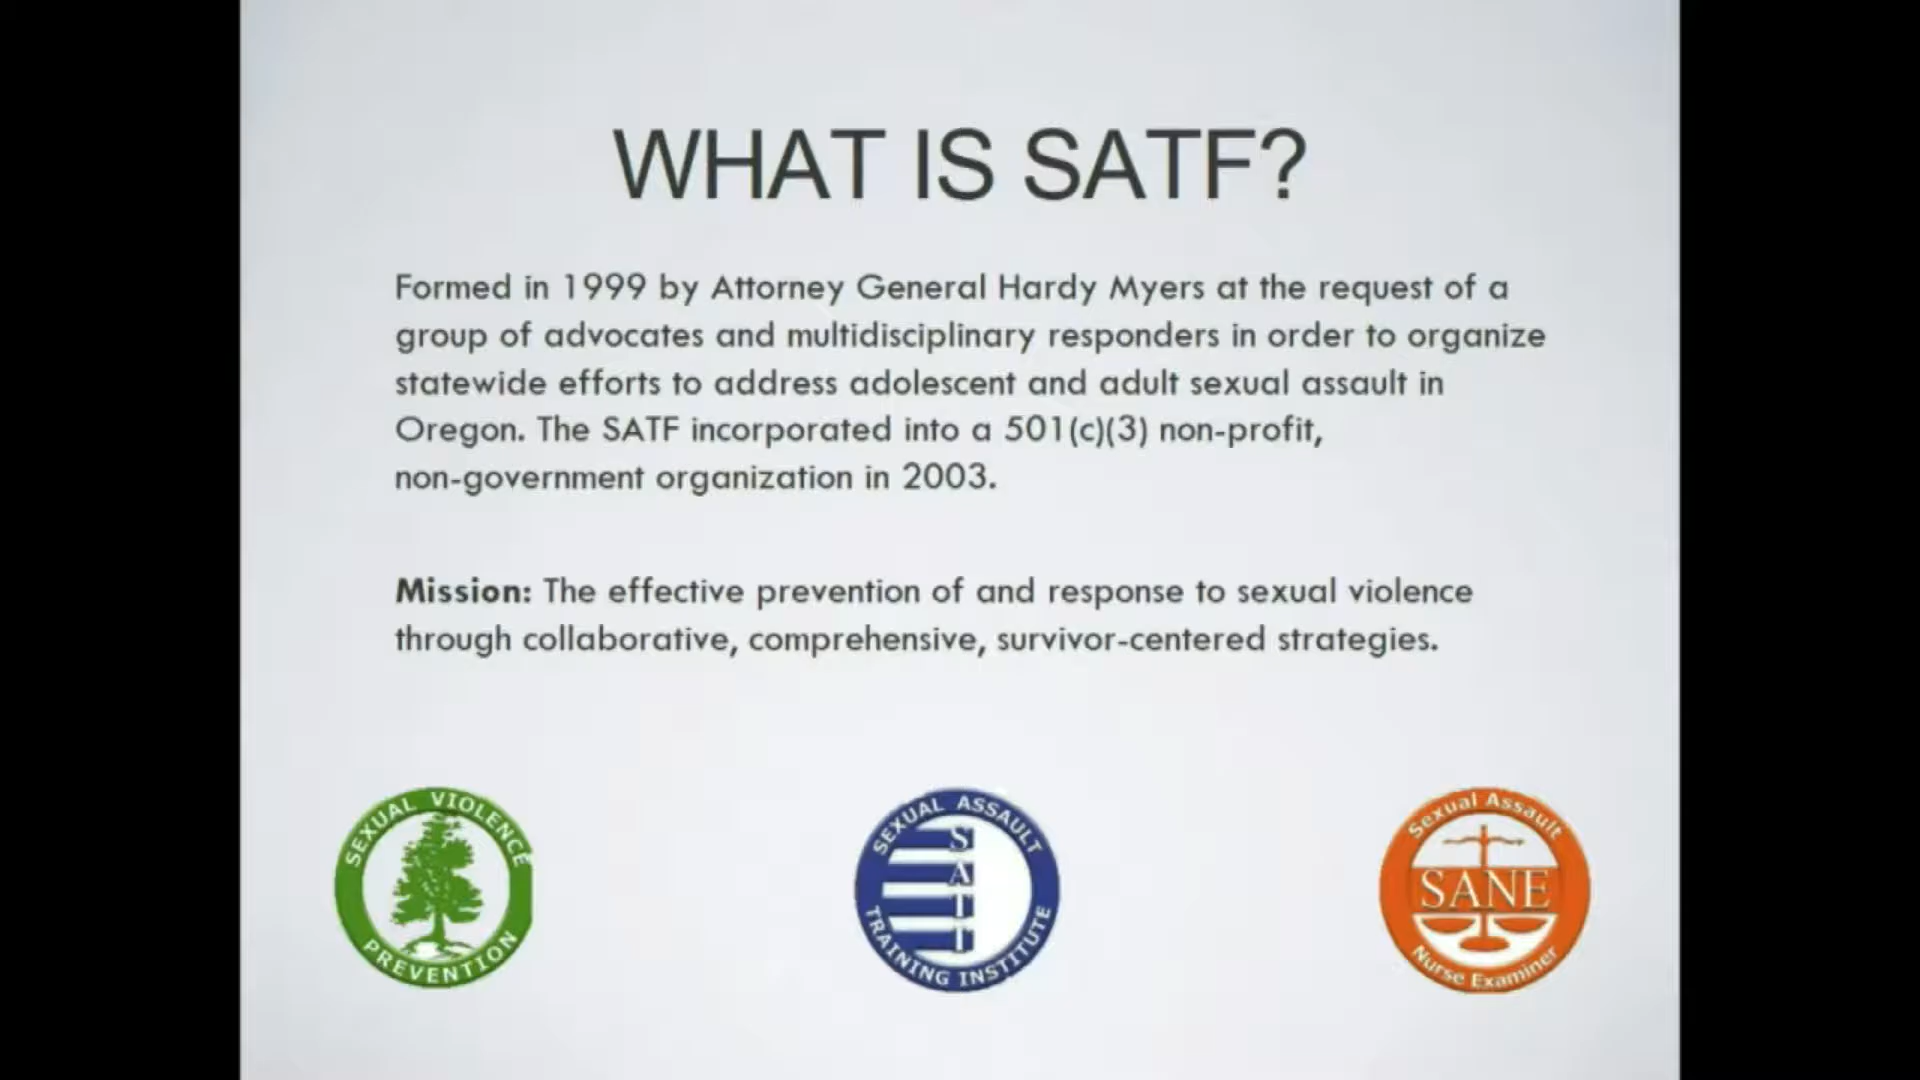 WHAT IS SATF?
Formed in 1999 by Attorney General Hardy Myers at the request of a
group of advocates and multidisciplinary responders in order to organize
statewide efforts to address adolescent and adult sexual assault in
Oregon. The SATF incorporated into a 501(c)(3) non-profit,
non-government organization in 2003.
Mission: The effective prevention of and response to sexual violence
through collaborative, comprehensive, survivor-centered strategies.
SEXUAL VIOLENCE
PREVENTION
SEXUAL ASSAULT
S
A
T
I
TRAINING INSTITUTE
Sexual Assault
SANE
Nurse Examiner